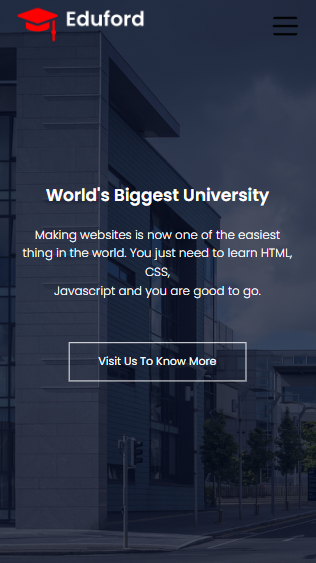 Eduford
World's Biggest University
Making websites is now one of the easiest
thing in the world. You just need to learn HTML,
CSS,
Javascript and you are good to go.
Visit Us To Know More